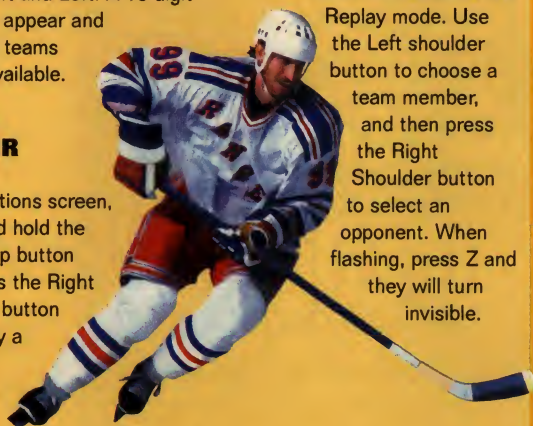 appear and
teams
vailable.
R
tions screen,
d hold the
p button
s the Right
button
y a
99
RANGE
Replay mode. Use
the Left shoulder
button to choose a
team member,
and then press
the Right
Shoulder button
to select an
opponent. When
flashing, press Z and
they will turn
invisible.